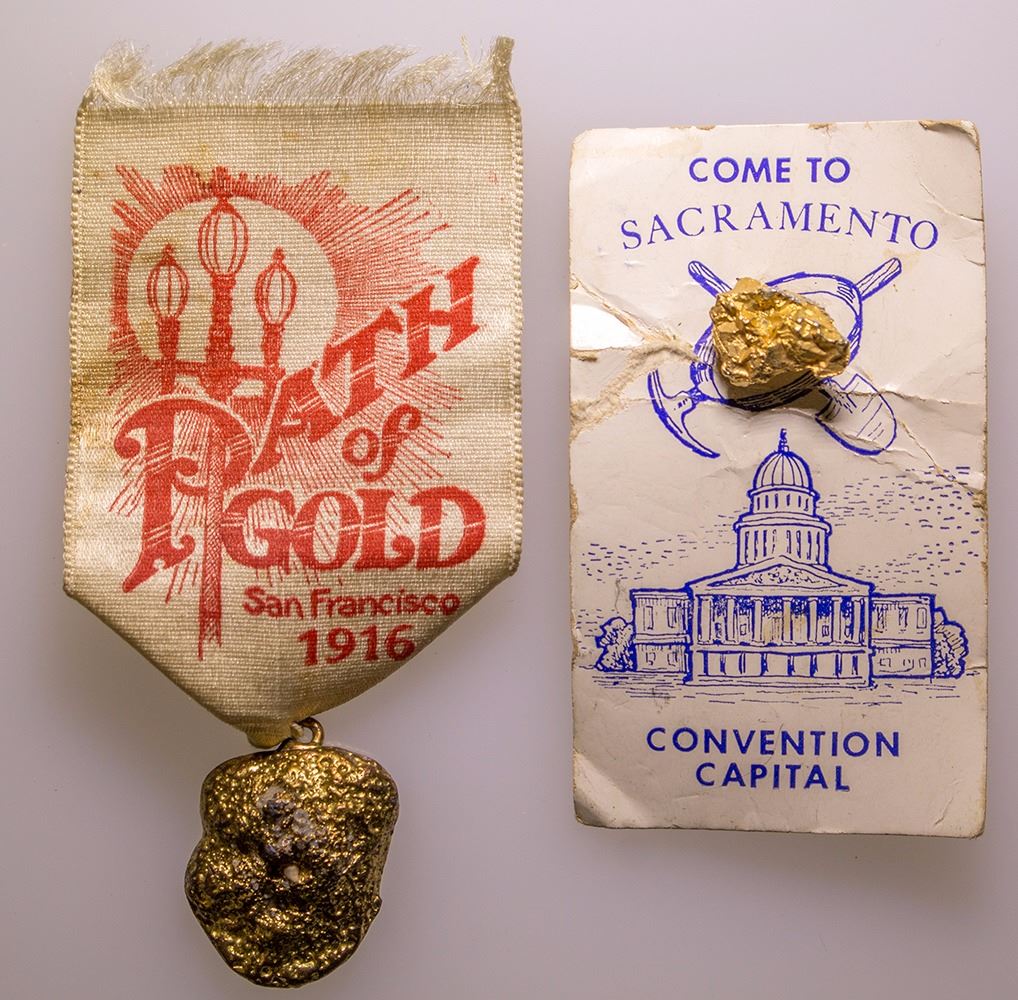 PATH
of
GOLD
San Francisco
1916
COME TO
SACRAMENTO
CONVENTION
CAPITAL